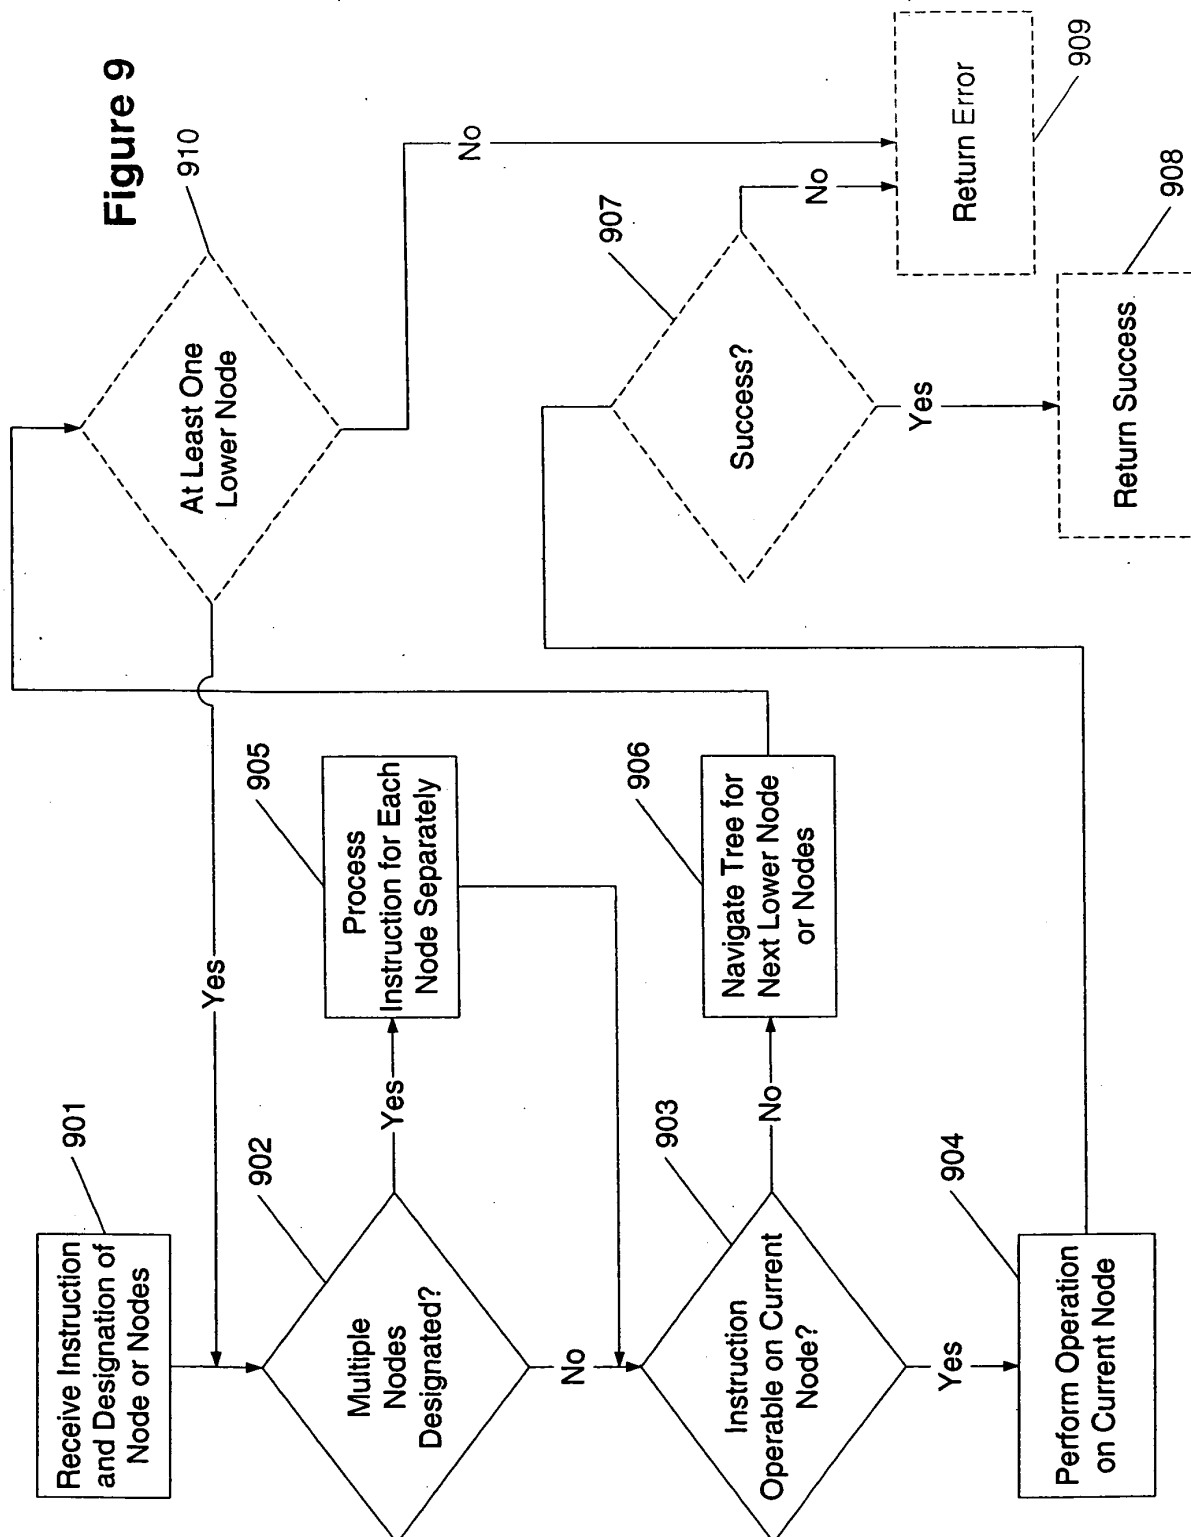 Figure 9
901
Receive Instruction
and Designation of
Node or Nodes
902
Multiple
Nodes
Designated?
Yes
No
905
Process
Instruction for Each
Node Separately
903
Instruction
Operable on Current
Node?
No
Yes
906
Navigate Tree for
Next Lower Node
or Nodes
904
Perform Operation
on Current Node
910
At Least One
Lower Node
Yes
No
907
Success?
No
Yes
909
Return Error
908
Return Success